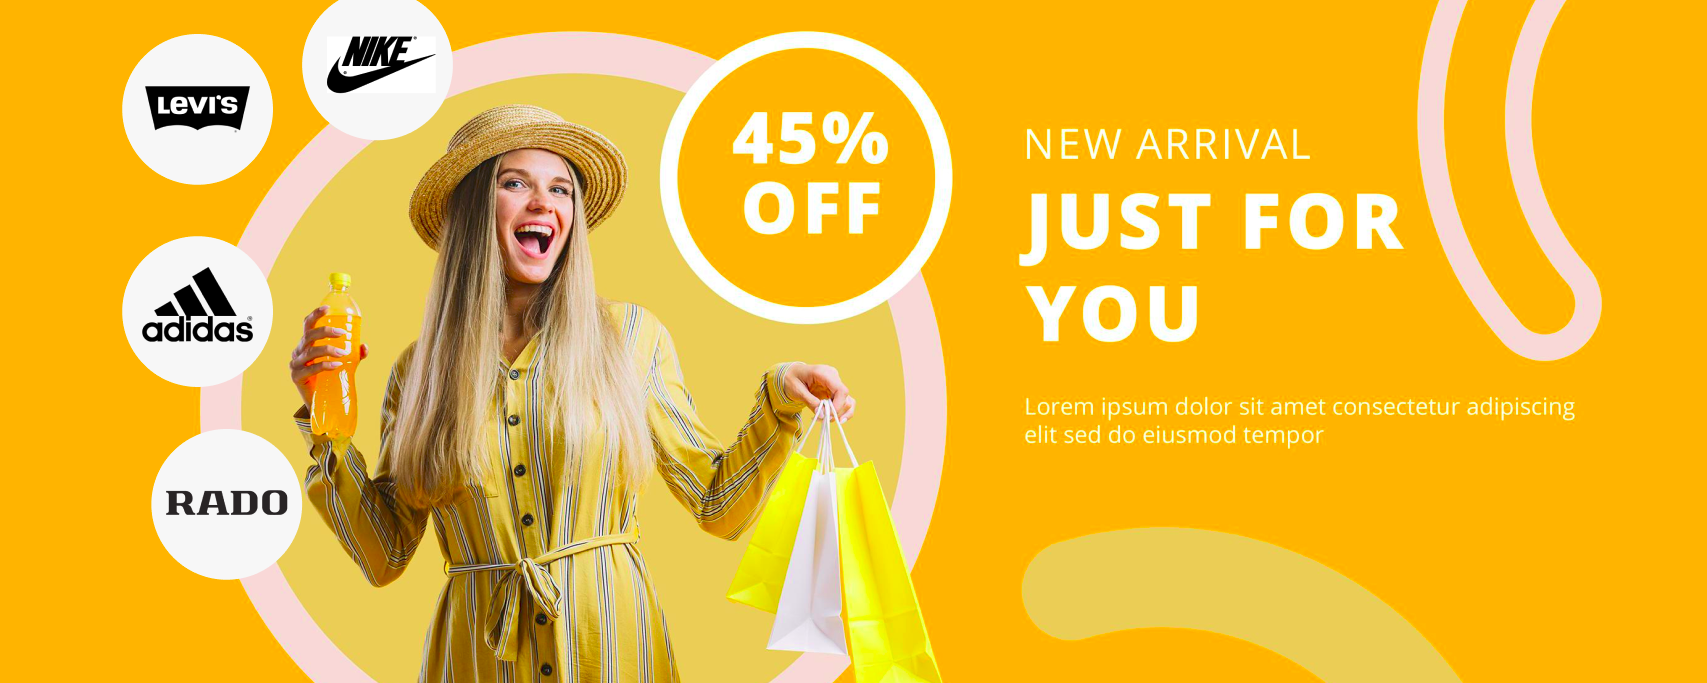 LEVI'S
NIKE
adidas
RADO
45%
OFF
NEW ARRIVAL
JUST FOR
YOU
Lorem ipsum dolor sit amet consectetur adipiscing
elit sed do eiusmod tempor